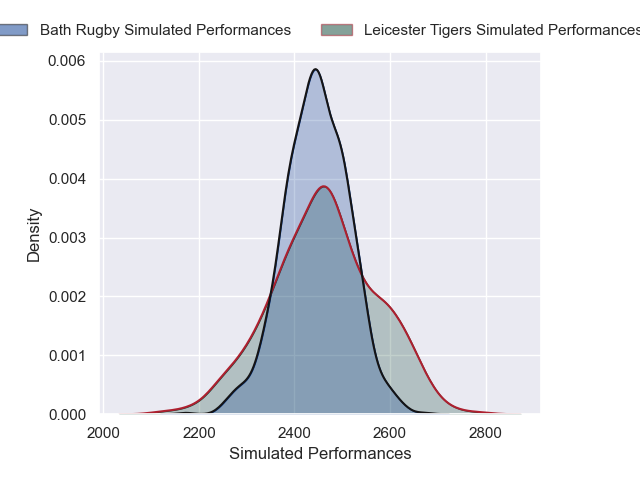 Bath Rugby Simulated Performances Leicester Tigers Simulated Performances
0.006
0.005
0.004
0.003
0.002
0.001
0.000
Density
2000 2200 2400 2600 2800
Simulated Performances